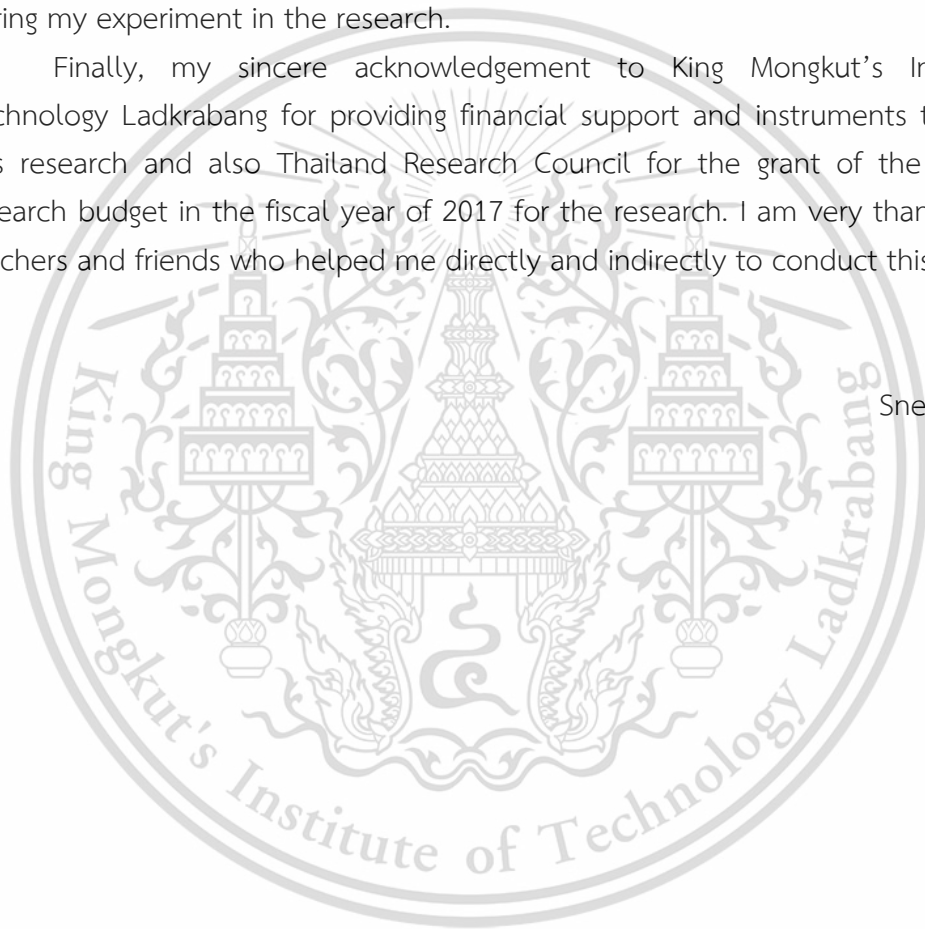 ring my experiment in the research.
Finally, my sincere acknowledgement to King Mongkut's In
chnology Ladkrabang for providing financial support and instruments t
s research and also Thailand Research Council for the grant of the
earch budget in the fiscal year of 2017 for the research. I am very than
chers and friends who helped me directly and indirectly to conduct this
Sne
King Mongkut's Institute of Technology Ladkrabang